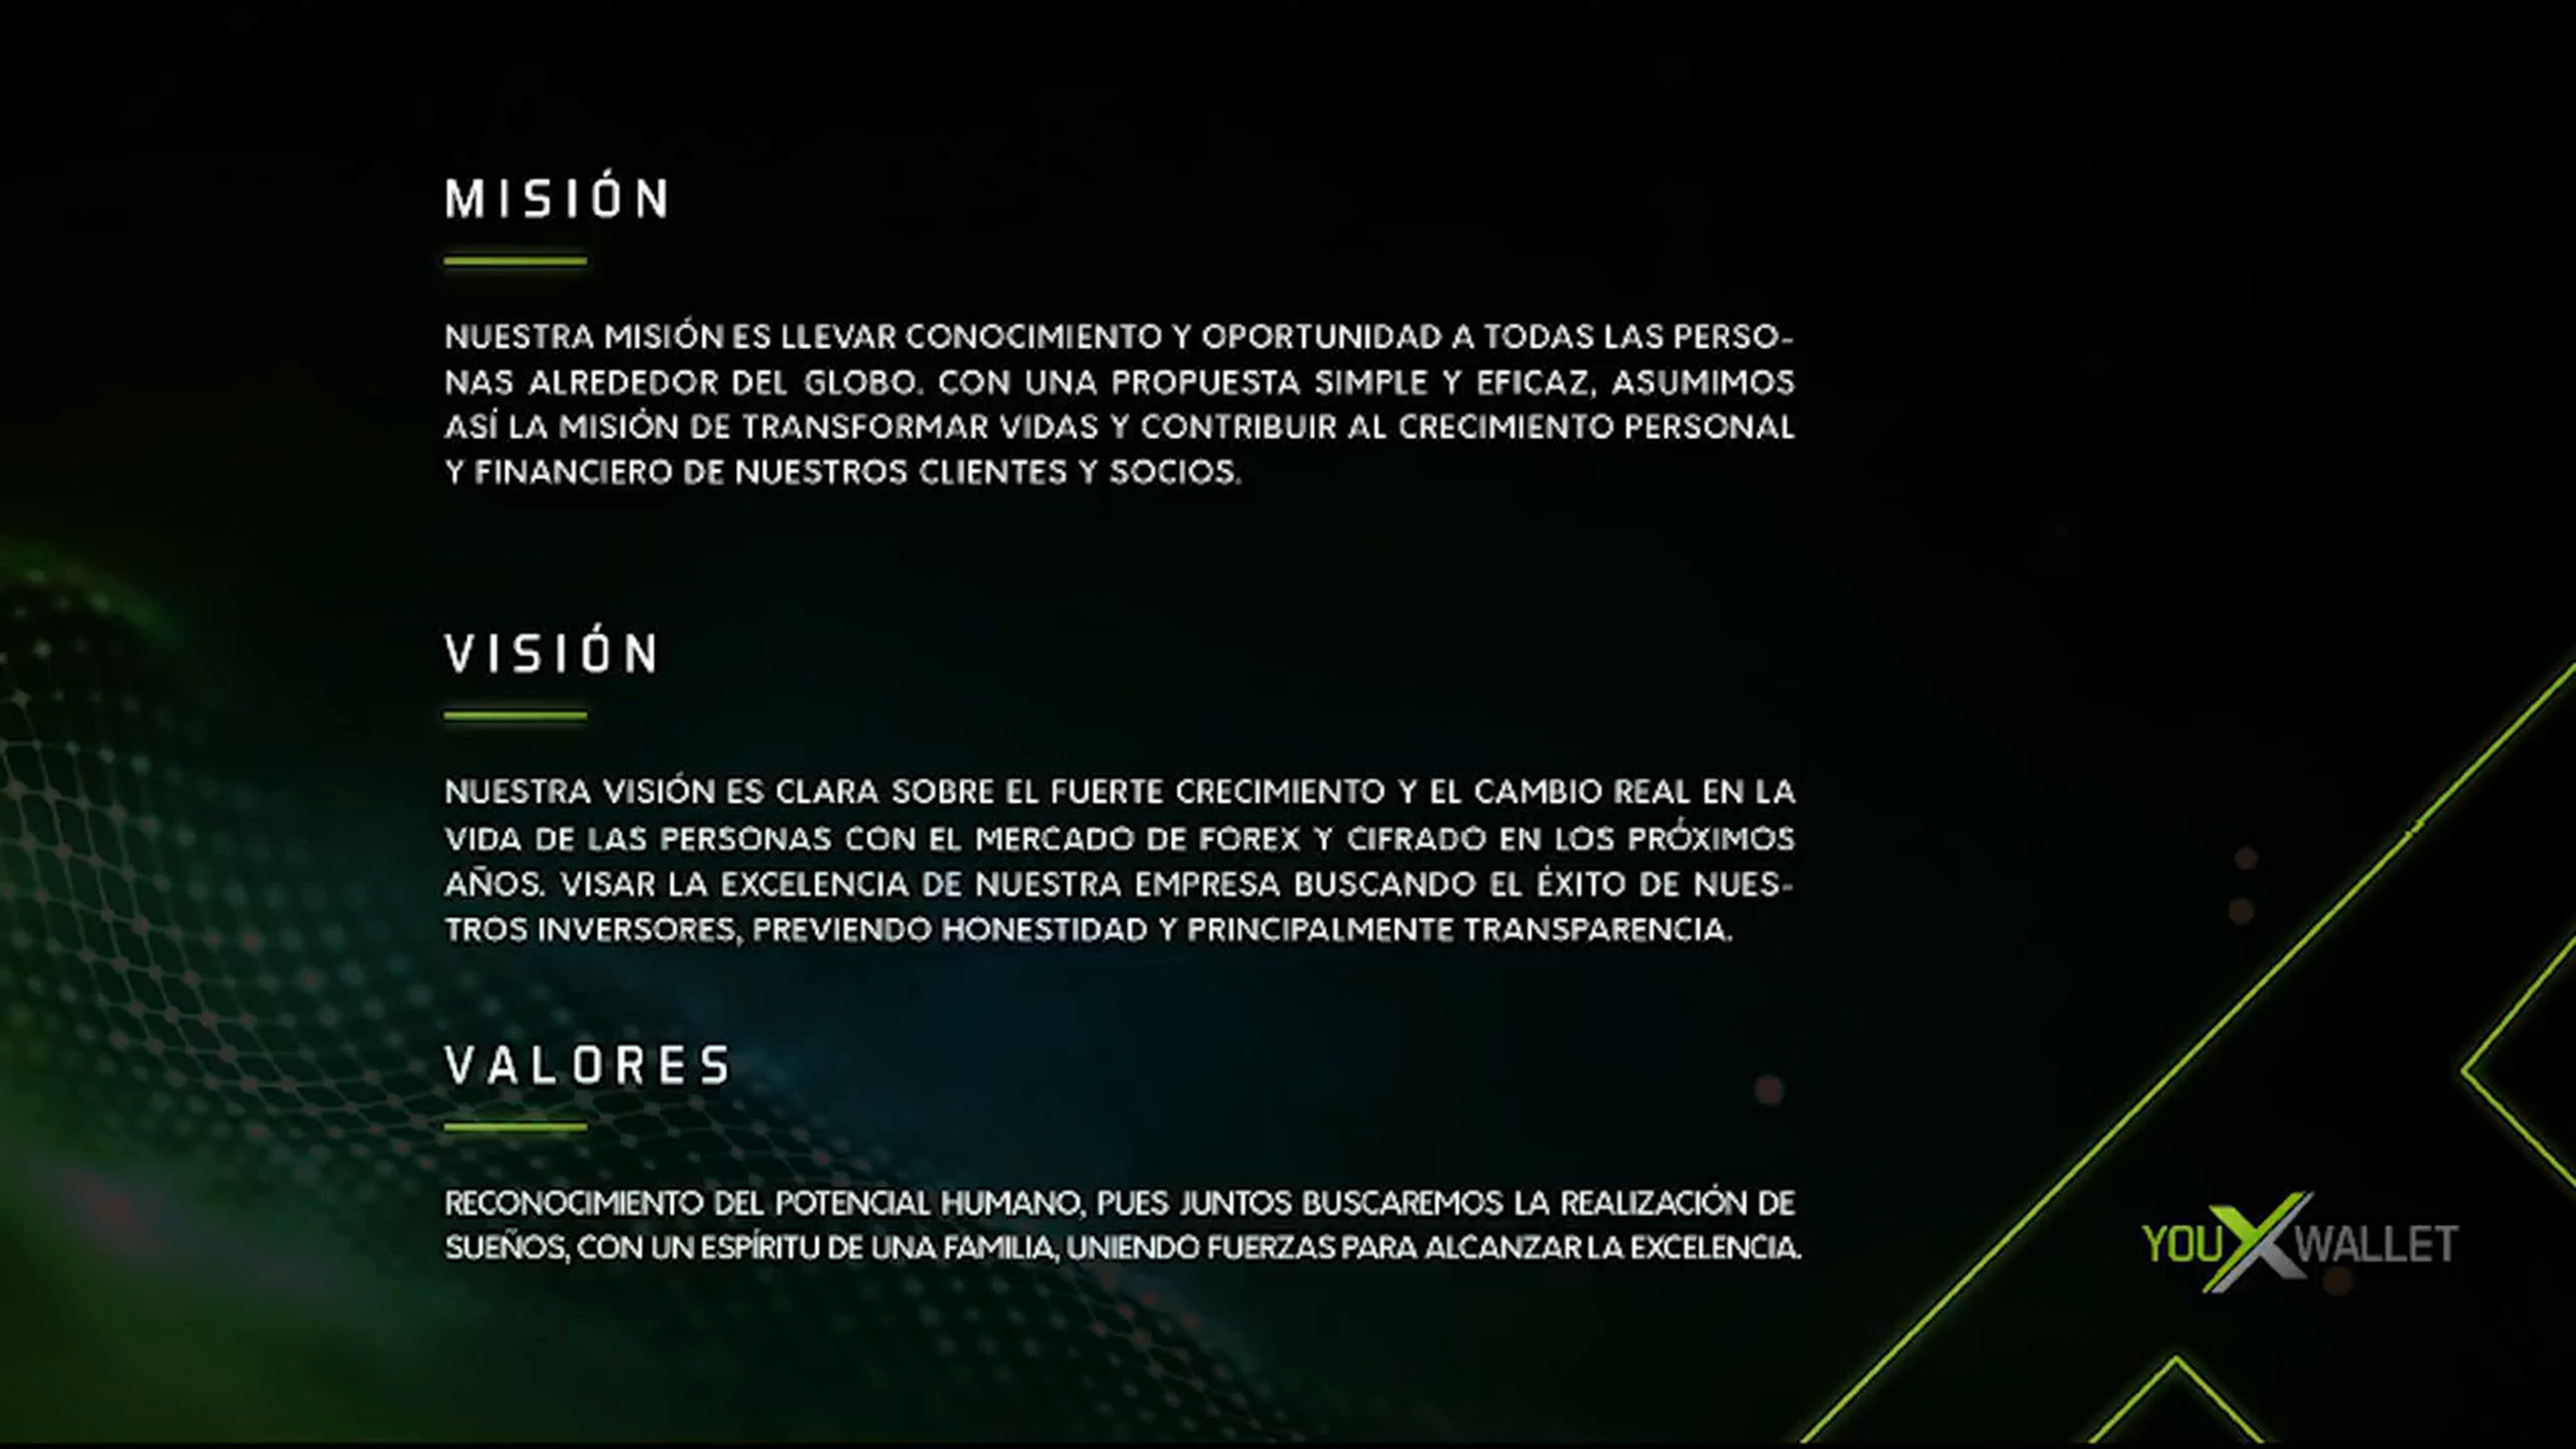 MISIÓN
NUESTRA MISIÓN ES LLEVAR CONOCIMIENTO Y OPORTUNIDAD A TODAS LAS PERSO-
NAS ALREDEDOR DEL GLOBO. CON UNA PROPUESTA SIMPLE Y EFICAZ, ASUMIMOS
ASÍ LA MISIÓN DE TRANSFORMAR VIDAS Y CONTRIBUIR AL CRECIMIENTO PERSONAL
Y FINANCIERO DE NUESTROS CLIENTES Y SOCIOS.
VISIÓN
NUESTRA VISIÓN ES CLARA SOBRE EL FUERTE CRECIMIENTO Y EL CAMBIO REAL EN LA
VIDA DE LAS PERSONAS CON EL MERCADO DE FOREX Y CIFRADO EN LOS PRÓXIMOS
AÑOS. VISAR LA EXCELENCIA DE NUESTRA EMPRESA BUSCANDO EL ÉXITO DE NUES-
TROS INVERSORES, PREVIENDO HONESTIDAD Y PRINCIPALMENTE TRANSPARENCIA.
VALORES
RECONOCIMIENTO DEL POTENCIAL HUMANO, PUES JUNTOS BUSCAREMOS LA REALIZACIÓN DE
SUEÑOS, CON UN ESPÍRITU DE UNA FAMILIA, UNIENDO FUERZAS PARA ALCANZAR LA EXCELENCIA.
YOUXWALLET